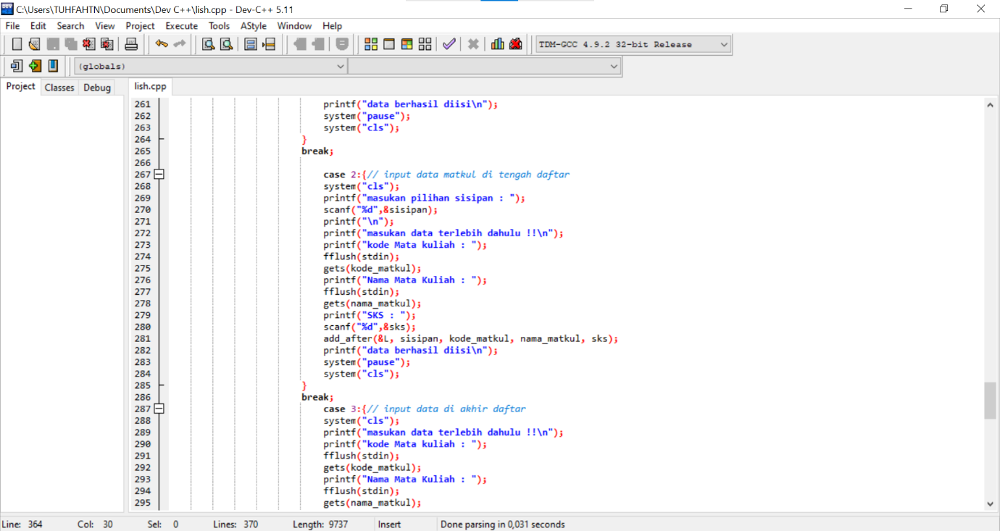 C:\Users\TUHFAHTN\Documents\Dev C++\lish.cpp - Dev-C++ 5.11
File Edit Search View Project Execute Tools AStyle Window Help
TDM-GCC 4.9.2 32-bit Release
(globals)
Project Classes Debug
lish.cpp
261 printf("data berhasil diisi\n");
262 system("pause");
263 system("cls");
264 }
265 break;
266
267 case 2:{// input data matkul di tengah daftar
268 system("cls");
269 printf("masukan pilihan sisipan : ");
270 scanf("%d",&sisipan);
271 printf("\n");
272 printf("masukan data terlebih dahulu !!\n");
273 printf("kode Mata kuliah : ");
274 fflush(stdin);
275 gets(kode_matkul);
276 printf("Nama Mata Kuliah : ");
277 fflush(stdin);
278 gets(nama_matkul);
279 printf("SKS : ");
280 scanf("%d",&sks);
281 add_after(&L, sisipan, kode_matkul, nama_matkul, sks);
282 printf("data berhasil diisi\n");
283 system("pause");
284 system("cls");
285 }
286 break;
287 case 3:{// input data di akhir daftar
288 system("cls");
289 printf("masukan data terlebih dahulu !!\n");
290 printf("kode Mata kuliah : ");
291 fflush(stdin);
292 gets(kode_matkul);
293 printf("Nama Mata Kuliah : ");
294 fflush(stdin);
295 gets(nama_matkul);
Line: 364 Col: 30 Sel: 0 Lines: 370 Length: 9737 Insert Done parsing in 0,031 seconds